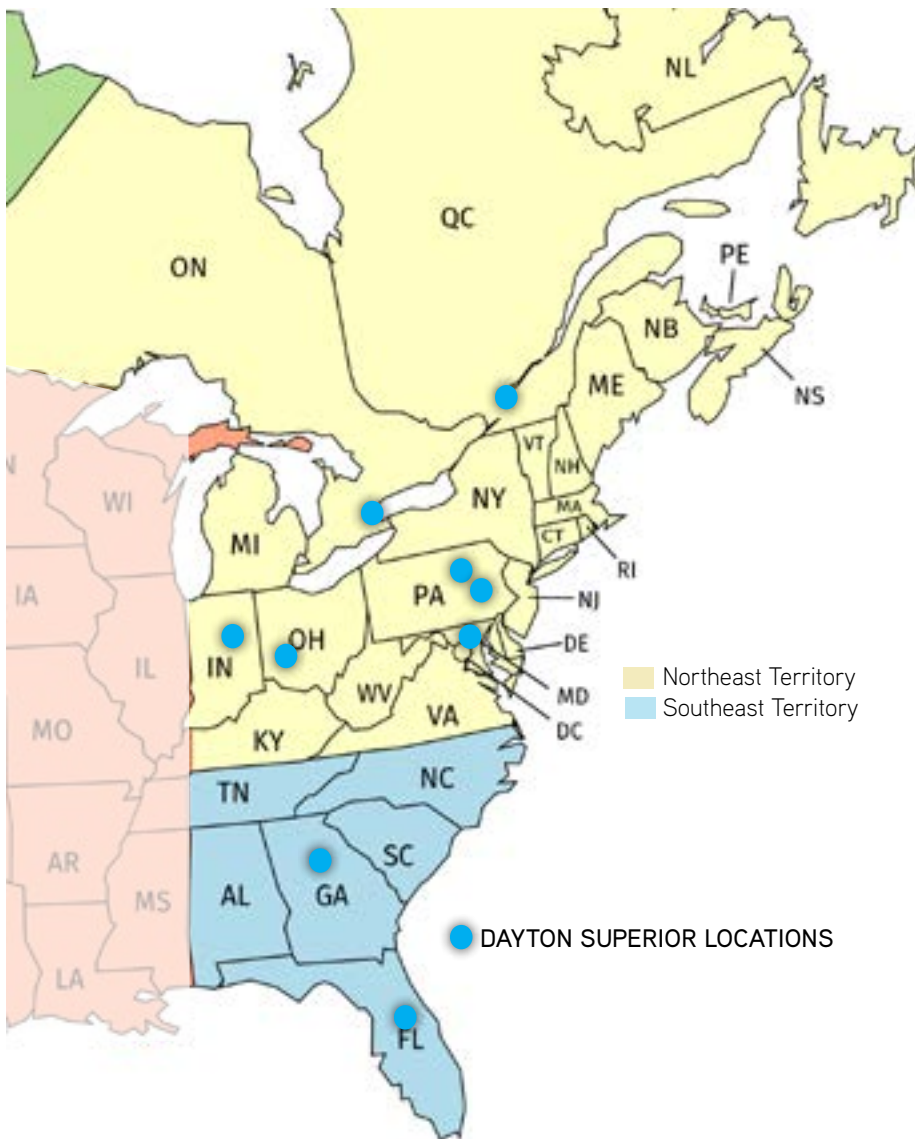 NL
QC
ON
PE
NB
ME
NS
VT
NH
NY
MA
CT
RI
WI
MI
PA
NJ
IA
IL
IN
OH
DE
MD
DC
WV
VA
KY
MO
Northeast Territory
Southeast Territory
TN
NC
AR
MS
AL
GA
SC
LA
DAYTON SUPERIOR LOCATIONS
FL